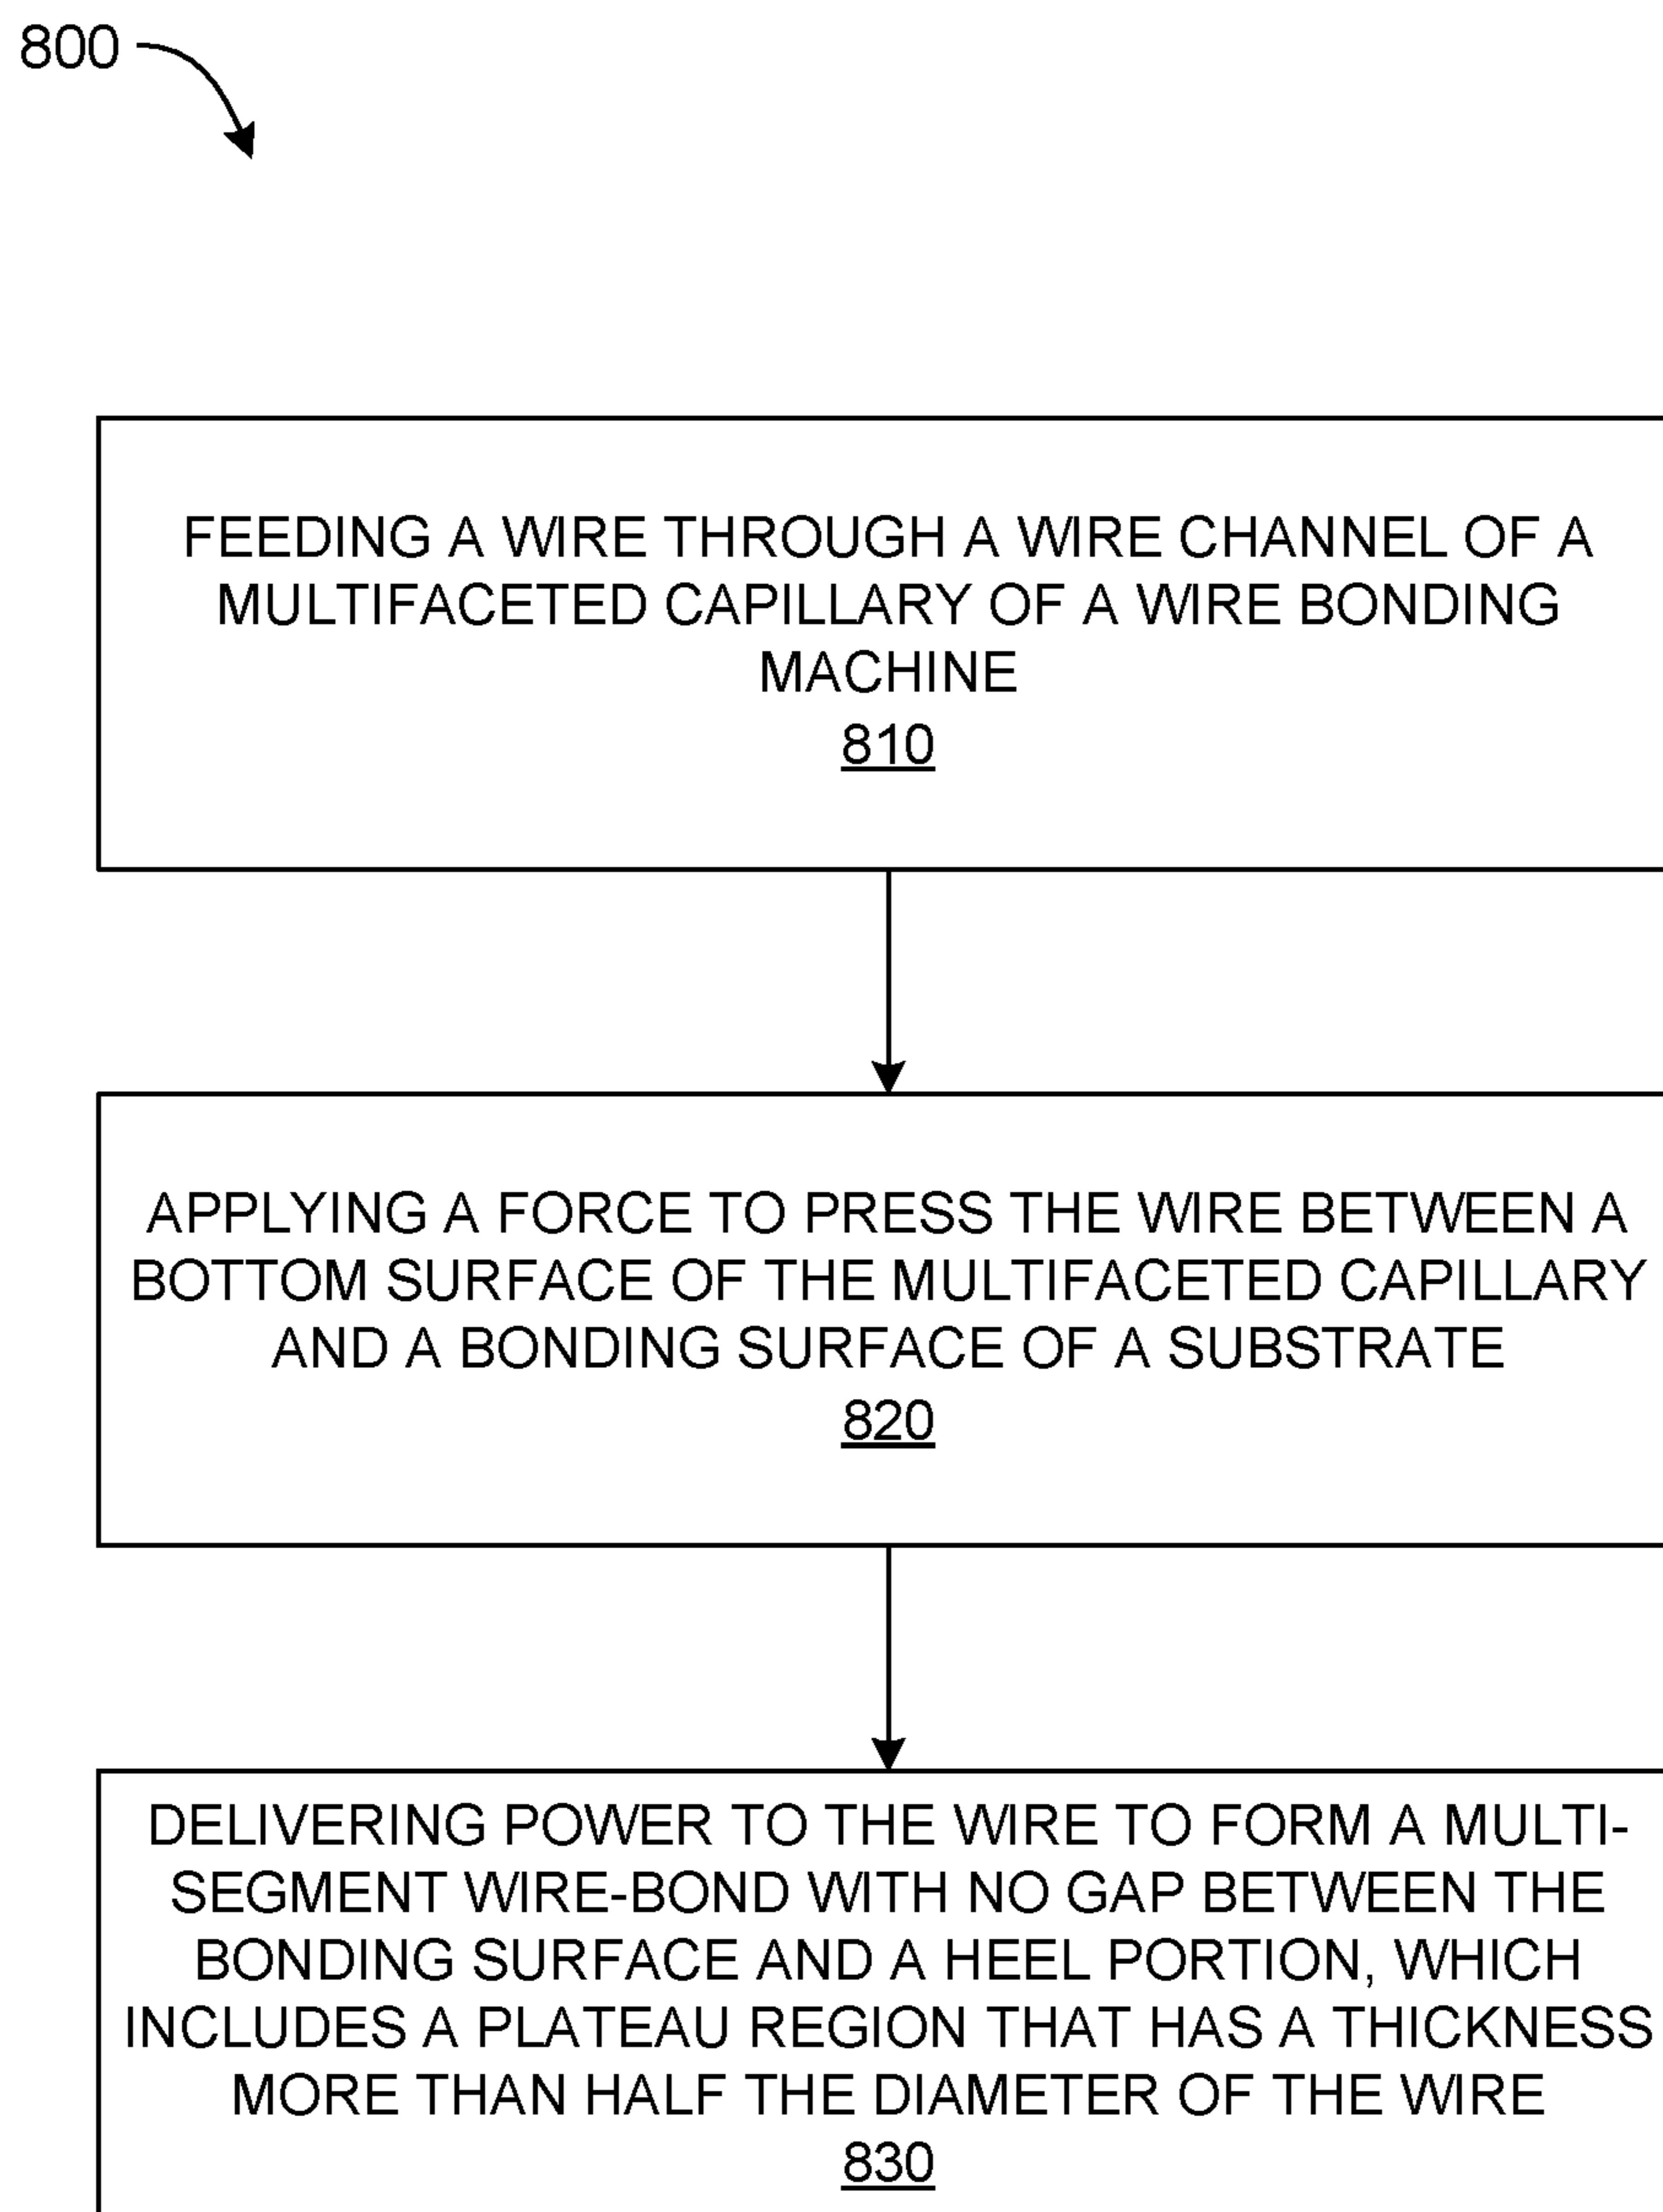 800
FEEDING A WIRE THROUGH A WIRE CHANNEL OF A
MULTIFACETED CAPILLARY OF A WIRE BONDING
MACHINE
810
APPLYING A FORCE TO PRESS THE WIRE BETWEEN A
BOTTOM SURFACE OF THE MULTIFACETED CAPILLARY
AND A BONDING SURFACE OF A SUBSTRATE
820
DELIVERING POWER TO THE WIRE TO FORM A MULTI-
SEGMENT WIRE-BOND WITH NO GAP BETWEEN THE
BONDING SURFACE AND A HEEL PORTION, WHICH
INCLUDES A PLATEAU REGION THAT HAS A THICKNESS
MORE THAN HALF THE DIAMETER OF THE WIRE
830